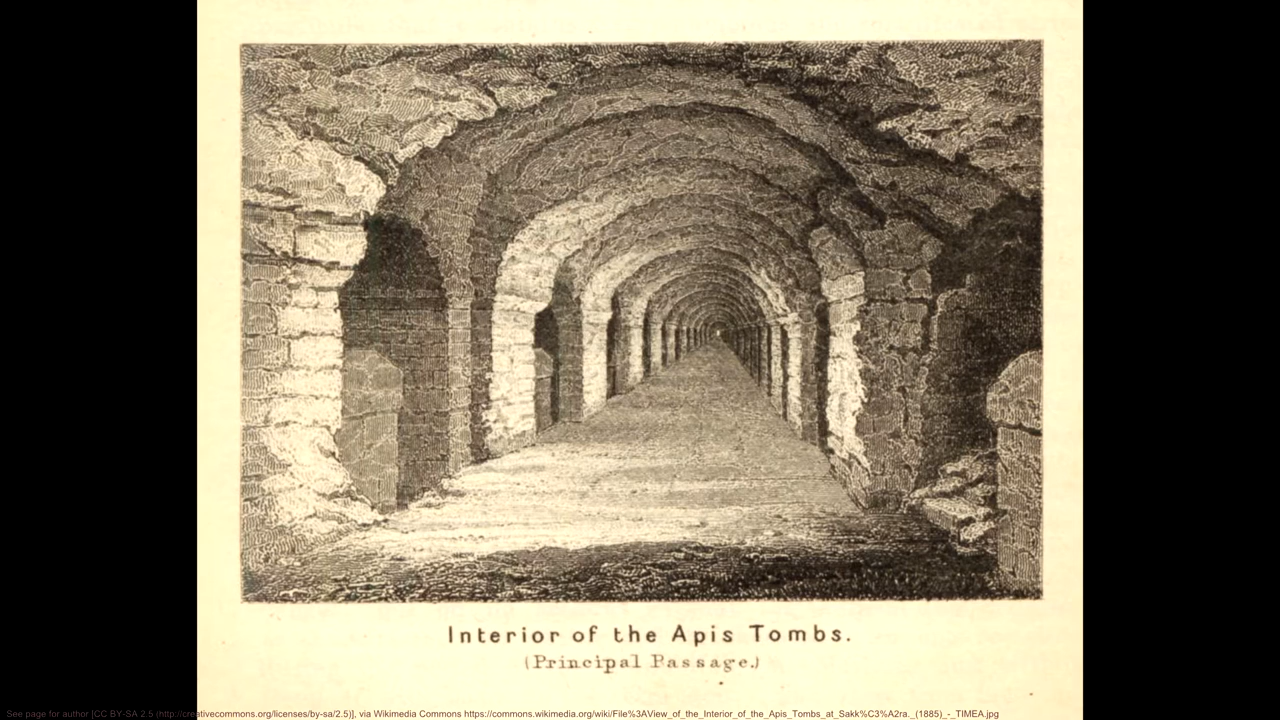 Interior of the Apis Tombs.
(Principal Passage.)
See page for author [CC BY-SA 2.5 (http://creativecommons.org/licenses/by-sa/2.5)], via Wikimedia Commons https://commons.wikimedia.org/wiki/File%3AView_of_the_Interior_of_the_Apis_Tombs_at_Sakk%C3%A2ra._(1885)_-_TIMEA.jpg